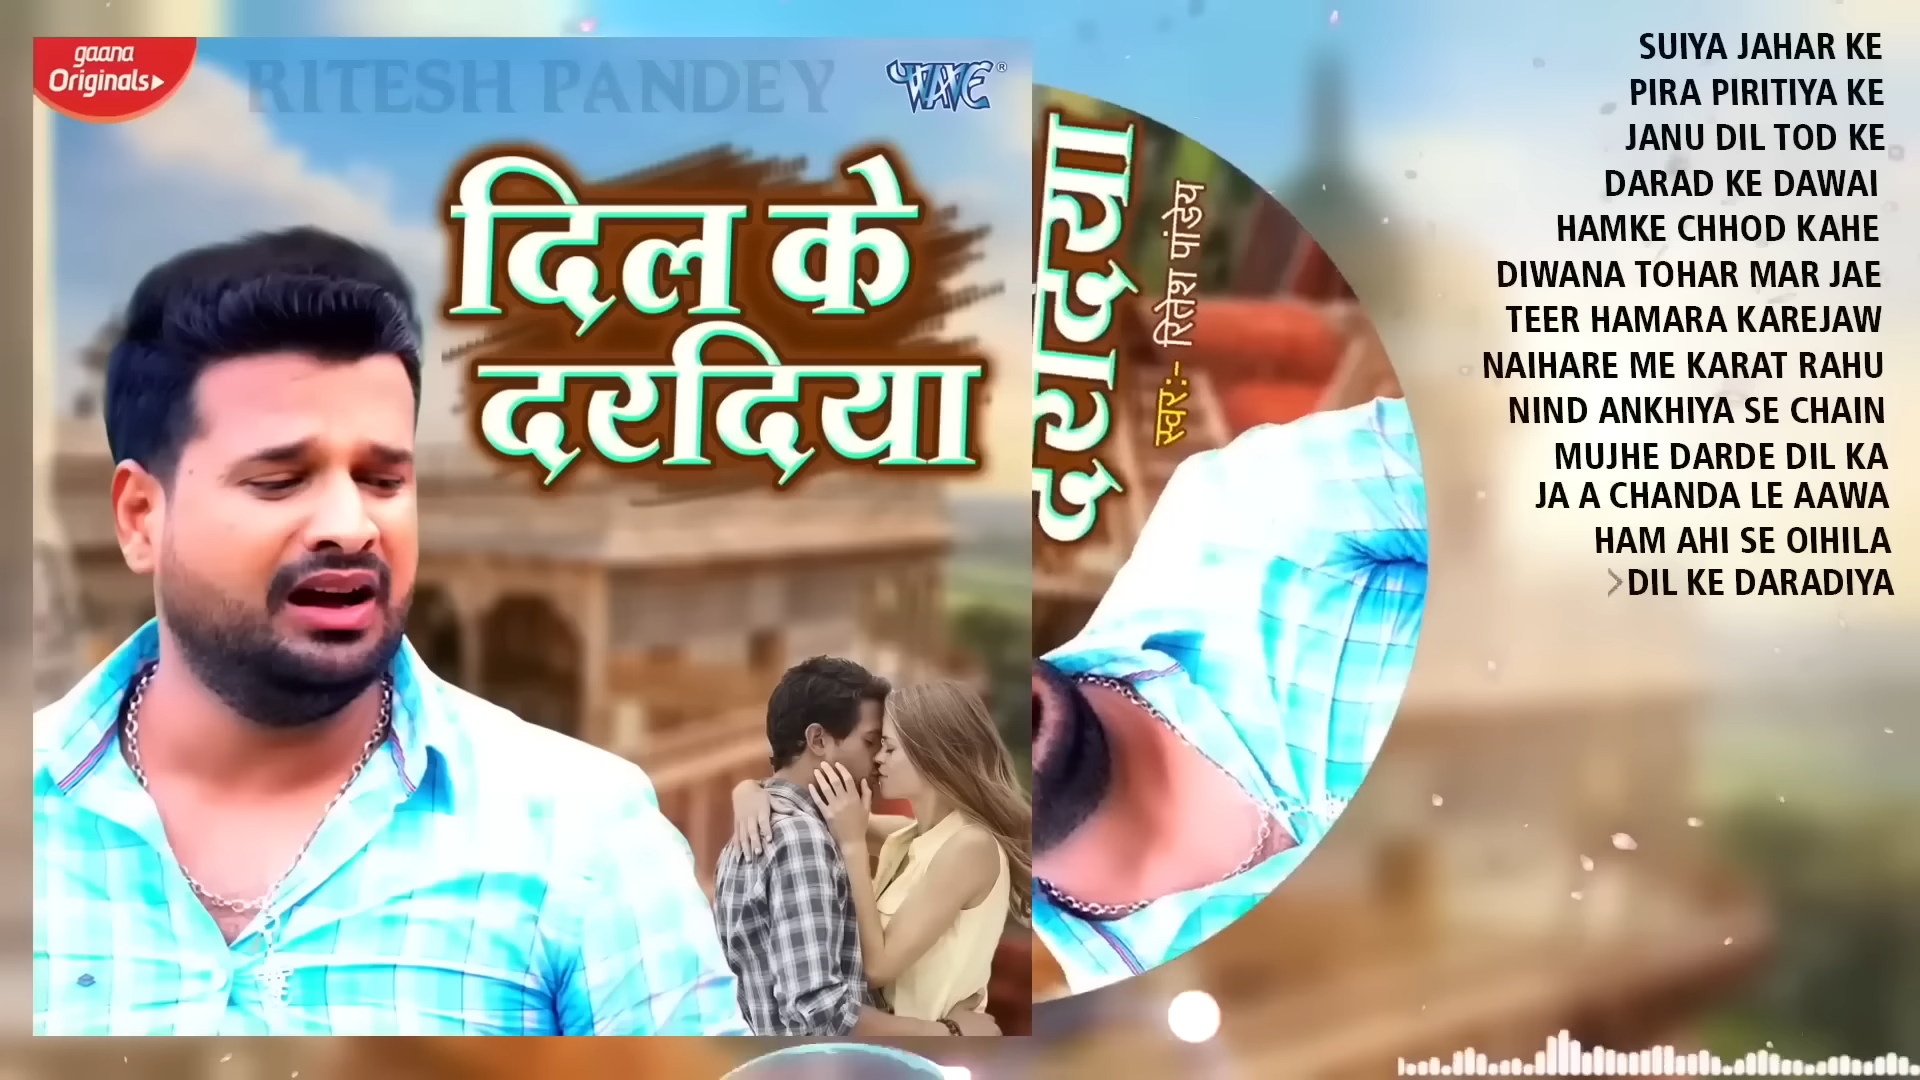 gaana
Originals
RITESH PANDEY
WAVE®
दिल के
दरदिया
दरदिया
स्वर:- रितेश पांडेय
SUIYA JAHAR KE
PIRA PIRITIYA KE
JANU DIL TOD KE
DARAD KE DAWAI
HAMKE CHHOD KAHE
DIWANA TOHAR MAR JAE
TEER HAMARA KAREJAW
NAIHARE ME KARAT RAHU
NIND ANKHIYA SE CHAIN
MUJHE DARDE DIL KA
JA A CHANDA LE AAWA
HAM AHI SE OIHILA
DIL KE DARADIYA